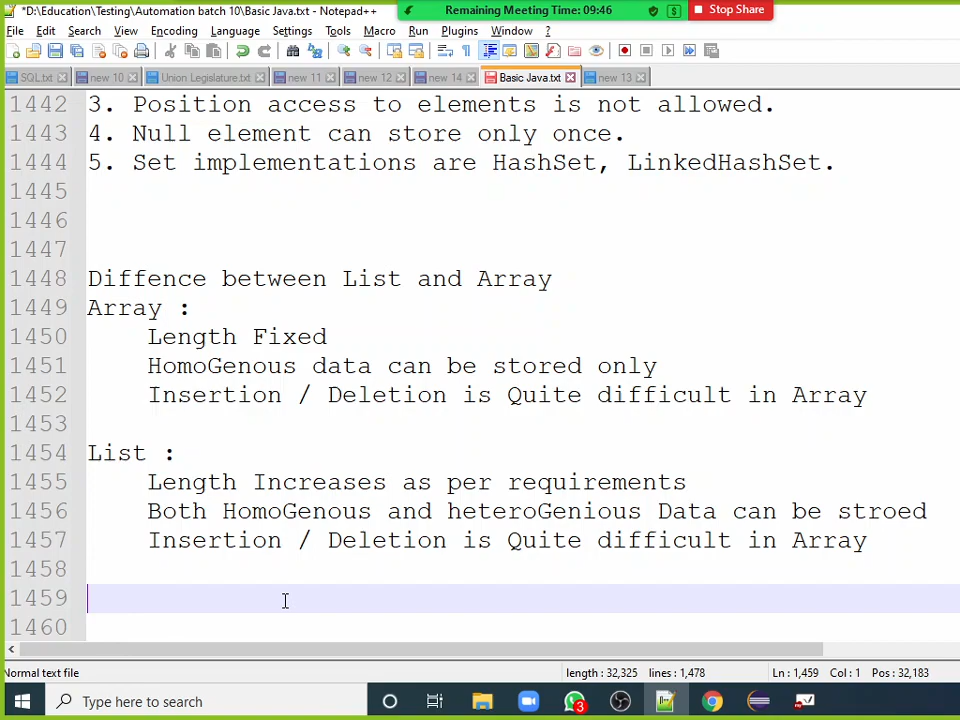 *D:\Education\Testing\Automation batch 10\Basic Java.txt - Notepad++
Remaining Meeting Time: 09:46
Stop Share
File Edit Search View Encoding Language Settings Tools Macro Run Plugins Window ?
SQL.txt new 10 Union Legislature.txt new 11 new 12 new 14 Basic Java.txt new 13
1442 3. Position access to elements is not allowed.
1443 4. Null element can store only once.
1444 5. Set implementations are HashSet, LinkedHashSet.
1445
1446
1447
1448 Diffence between List and Array
1449 Array :
1450 Length Fixed
1451 HomoGenous data can be stored only
1452 Insertion / Deletion is Quite difficult in Array
1453
1454 List :
1455 Length Increases as per requirements
1456 Both HomoGenous and heteroGenious Data can be stroed
1457 Insertion / Deletion is Quite difficult in Array
1458
1459
1460
Normal text file length : 32,325 lines : 1,478 Ln : 1,459 Col : 1 Pos : 32,183
Type here to search
3